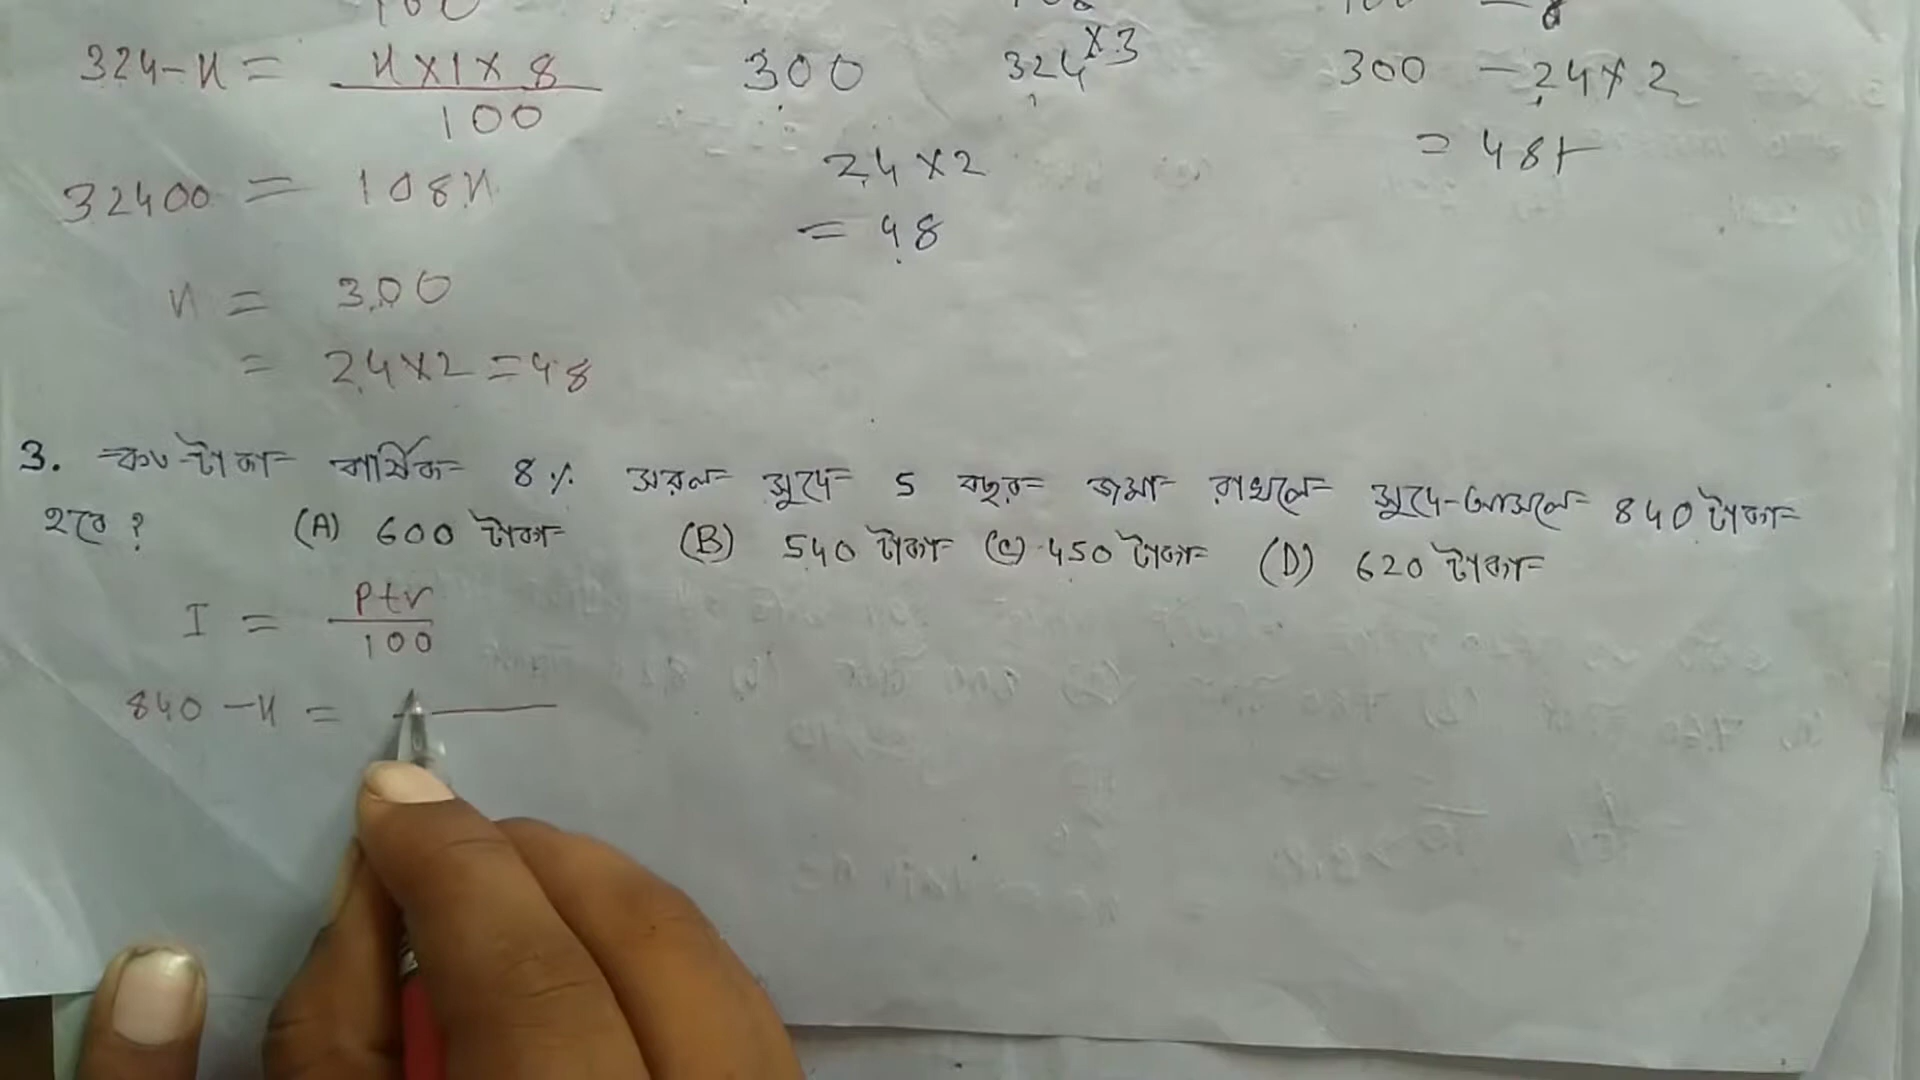 100
324-x = x×1×8
100
32400 = 108x
x = 300
= 24×2 = 48
300 324×3
24×2
= 48
300 - 24×2
= 48৳
3. কত টাকা বার্ষিক 8% সরল সুদে 5 বছর জমা রাখলে সুদে-আসলে 840 টাকা
হবে? (A) 600 টাকা (B) 540 টাকা (C) 450 টাকা (D) 620 টাকা
I = ptr
100
840 - x =